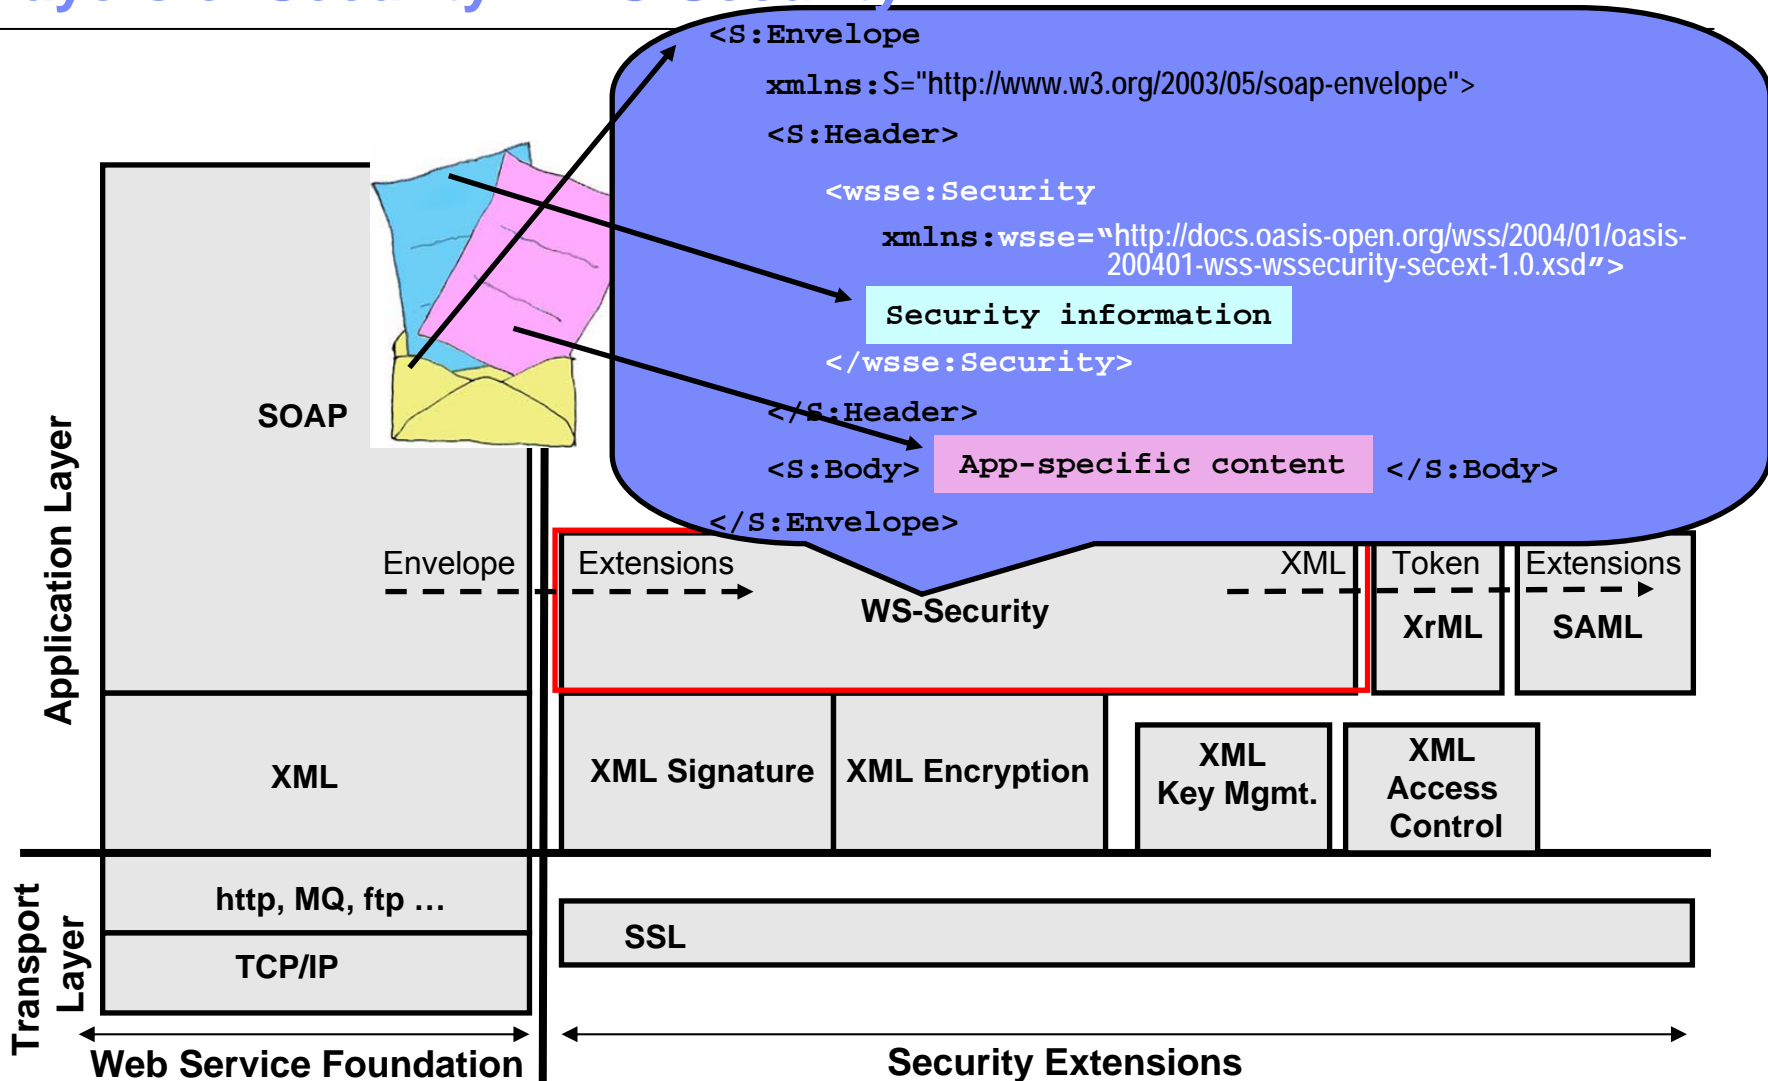 <S:Envelope
xmlns:S="http://www.w3.org/2003/05/soap-envelope">
<S:Header>
<wsse:Security
xmlns:wsse=“http://docs.oasis-open.org/wss/2004/01/oasis-
200401-wss-wssecurity-secext-1.0.xsd”>
Security information
</wsse:Security>
</S:Header>
<S:Body> App-specific content </S:Body>
</S:Envelope>
Application Layer
SOAP
Envelope
Extensions
XML
Token
Extensions
WS-Security
XrML
SAML
XML
XML Signature
XML Encryption
XML
Key Mgmt.
XML
Access
Control
Transport
Layer
http, MQ, ftp …
TCP/IP
SSL
Web Service Foundation
Security Extensions